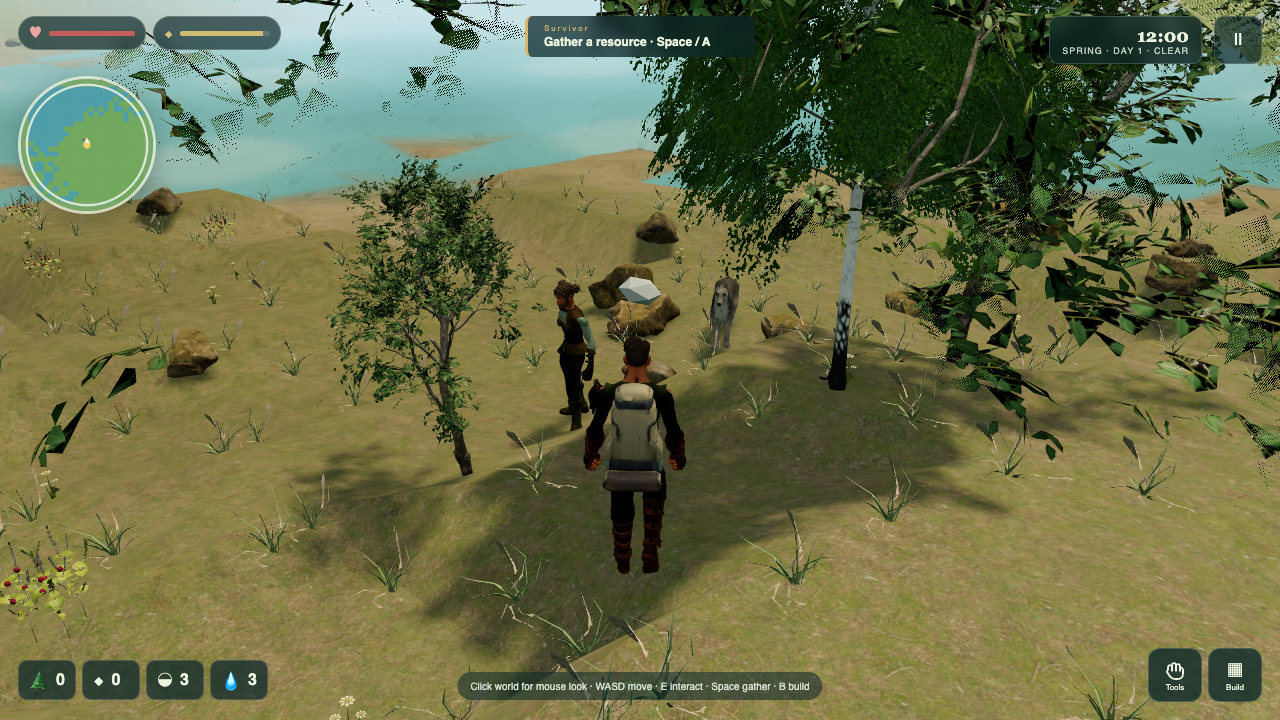 Survivor
Gather a resource · Space / A
12:00
SPRING · DAY 1 · CLEAR
0
0
3
3
Click world for mouse look · WASD move · E interact · Space gather · B build
Tools
Build